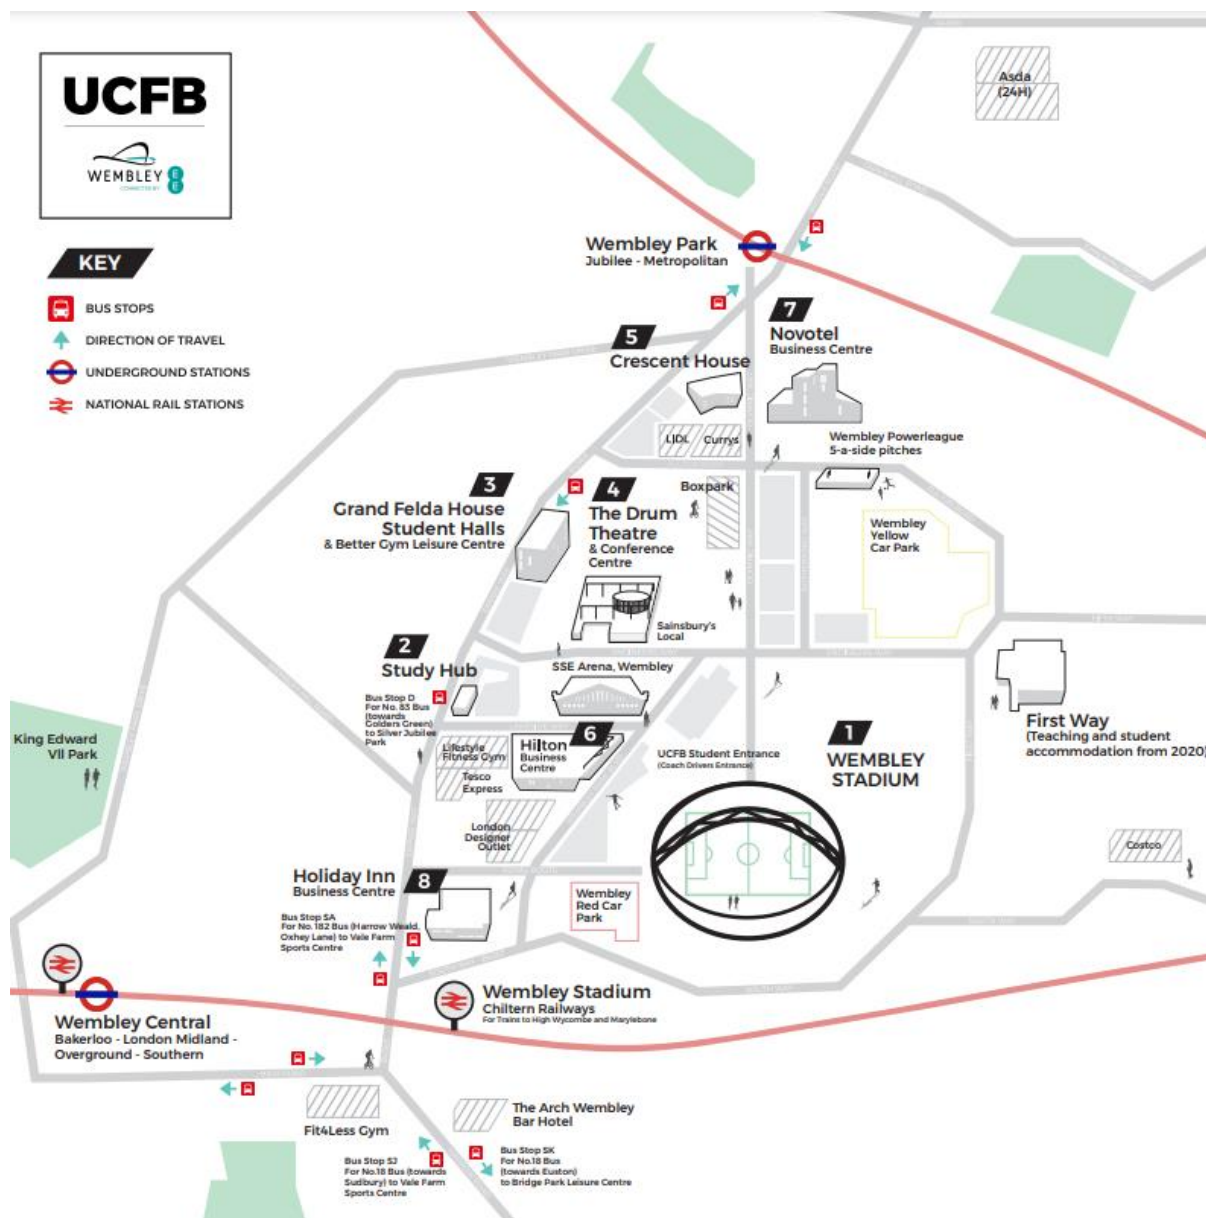 UCFB
WEMBLEY
CONNECTED BY
EE
KEY
BUS STOPS
DIRECTION OF TRAVEL
UNDERGROUND STATIONS
NATIONAL RAIL STATIONS
Asda
(24H)
Wembley Park
Jubilee - Metropolitan
7
Novotel
Business Centre
5
Crescent House
LIDL
Currys
Wembley Powerleague
5-a-side pitches
3
Grand Felda House
Student Halls
& Better Gym Leisure Centre
4
The Drum
Theatre
& Conference
Centre
Boxpark
Wembley
Yellow
Car Park
Sainsbury's
Local
2
Study Hub
SSE Arena, Wembley
Bus Stop D
For No. 83 Bus
(towards
Golders Green)
to Silver Jubilee
Park
First Way
(Teaching and student
accommodation from 2020)
King Edward
VII Park
Lifestyle
Fitness Gym
Tesco
Express
6
Hilton
Business
Centre
UCFB Student Entrance
(Coach Drivers Entrance)
1
WEMBLEY
STADIUM
London
Designer
Outlet
Costco
Holiday Inn
Business Centre
8
Wembley
Red Car
Park
Bus Stop SA
For No. 182 Bus (Harrow Weald,
Oxhey Lane) to Vale Farm
Sports Centre
Wembley Central
Bakerloo - London Midland -
Overground - Southern
Wembley Stadium
Chiltern Railways
For Trains to High Wycombe and Marylebone
Fit4Less Gym
The Arch Wembley
Bar Hotel
Bus Stop SJ
For No.18 Bus (towards
Sudbury) to Vale Farm
Sports Centre
Bus Stop SK
For No.18 Bus
(towards Euston)
to Bridge Park Leisure Centre